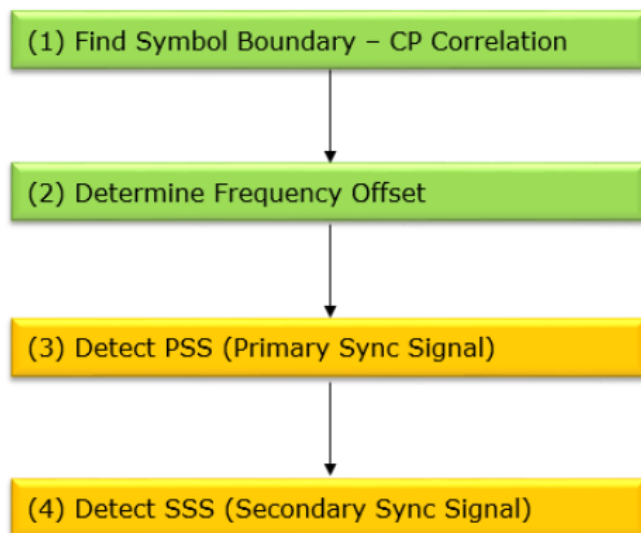 (1) Find Symbol Boundary – CP Correlation
(2) Determine Frequency Offset
(3) Detect PSS (Primary Sync Signal)
(4) Detect SSS (Secondary Sync Signal)